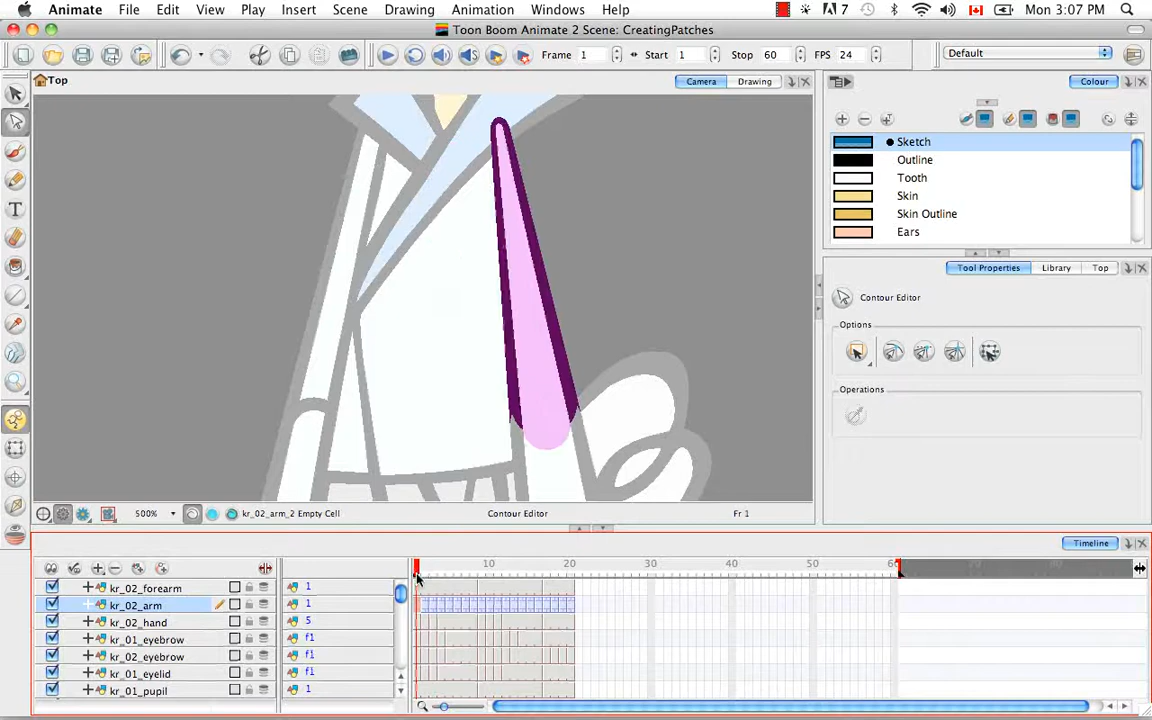 Animate File Edit View Play Insert Scene Drawing Animation Windows Help 7 Mon 3:07 PM
Toon Boom Animate 2 Scene: CreatingPatches
Frame 1 Start 1 Stop 60 FPS 24 Default
Top Camera Drawing Colour
Sketch
Outline
Tooth
Skin
Skin Outline
Ears
Tool Properties Library Top
Contour Editor
Options
Operations
500% kr_02_arm_2 Empty Cell Contour Editor Fr 1
Timeline
10 20 30 40 50
kr_02_forearm 1
kr_02_arm 1
kr_02_hand 5
kr_01_eyebrow f1
kr_02_eyebrow f1
kr_01_eyelid f1
kr_01_pupil 1